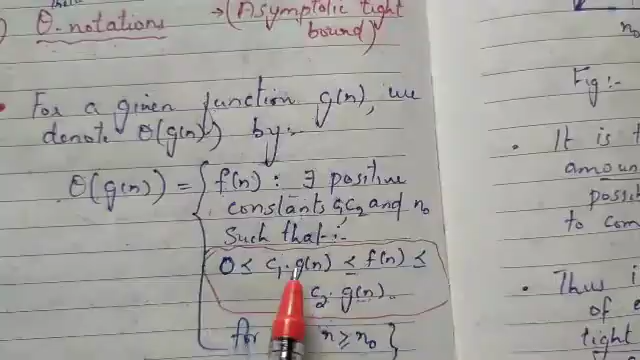 θ-notations → (Asymptotic tight
bound)
For a given function g(n), we
denote θ(g(n)) by:-
θ(g(n)) = { f(n) : ∃ positive
constants c₁, c₂ and n₀
Such that:-
0 ≤ c₁.g(n) ≤ f(n) ≤
c₂.g(n).
for n ≥ n₀ }
n₀
Fig:-
It is t
amoun
possib
to com
Thus i
of a
tight